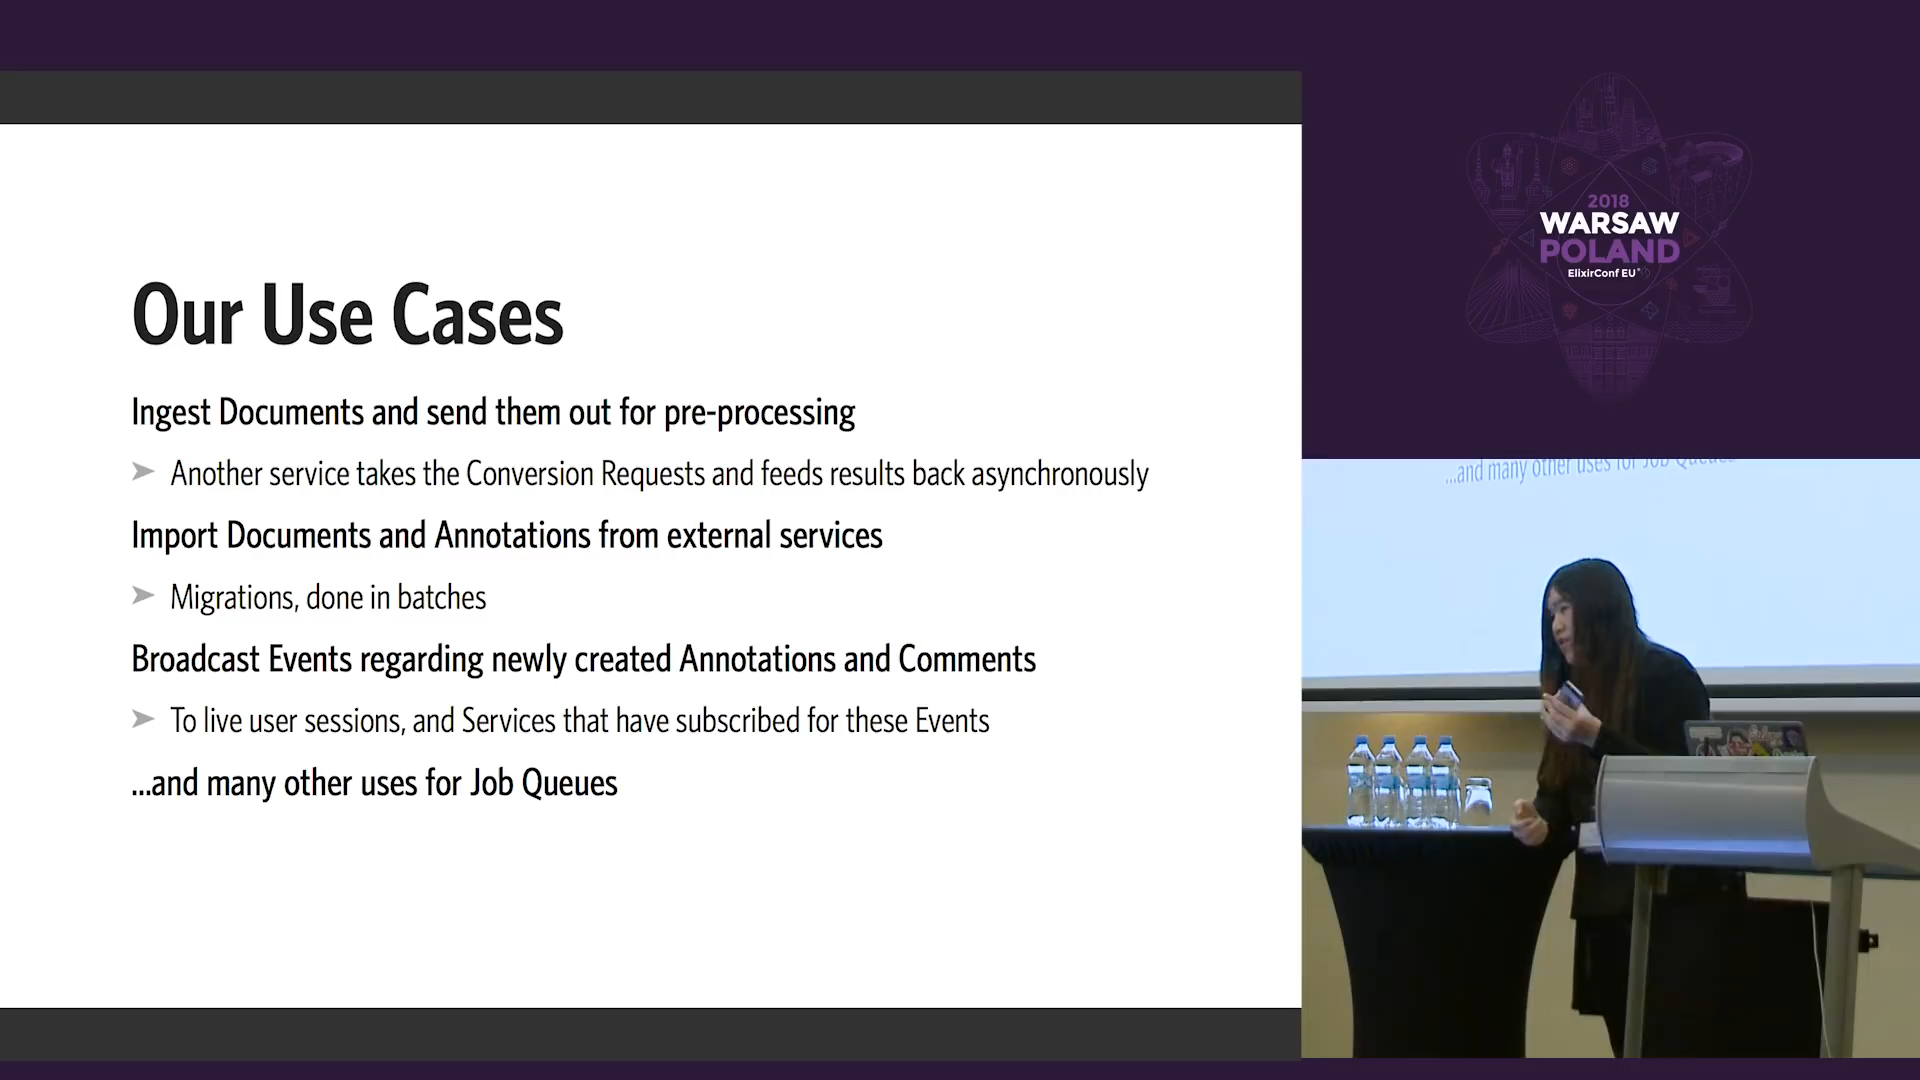 Our Use Cases
Ingest Documents and send them out for pre-processing
➤ Another service takes the Conversion Requests and feeds results back asynchronously
Import Documents and Annotations from external services
➤ Migrations, done in batches
Broadcast Events regarding newly created Annotations and Comments
➤ To live user sessions, and Services that have subscribed for these Events
...and many other uses for Job Queues
2018
WARSAW
POLAND
ElixirConf EU
...and many other uses for Job Queues